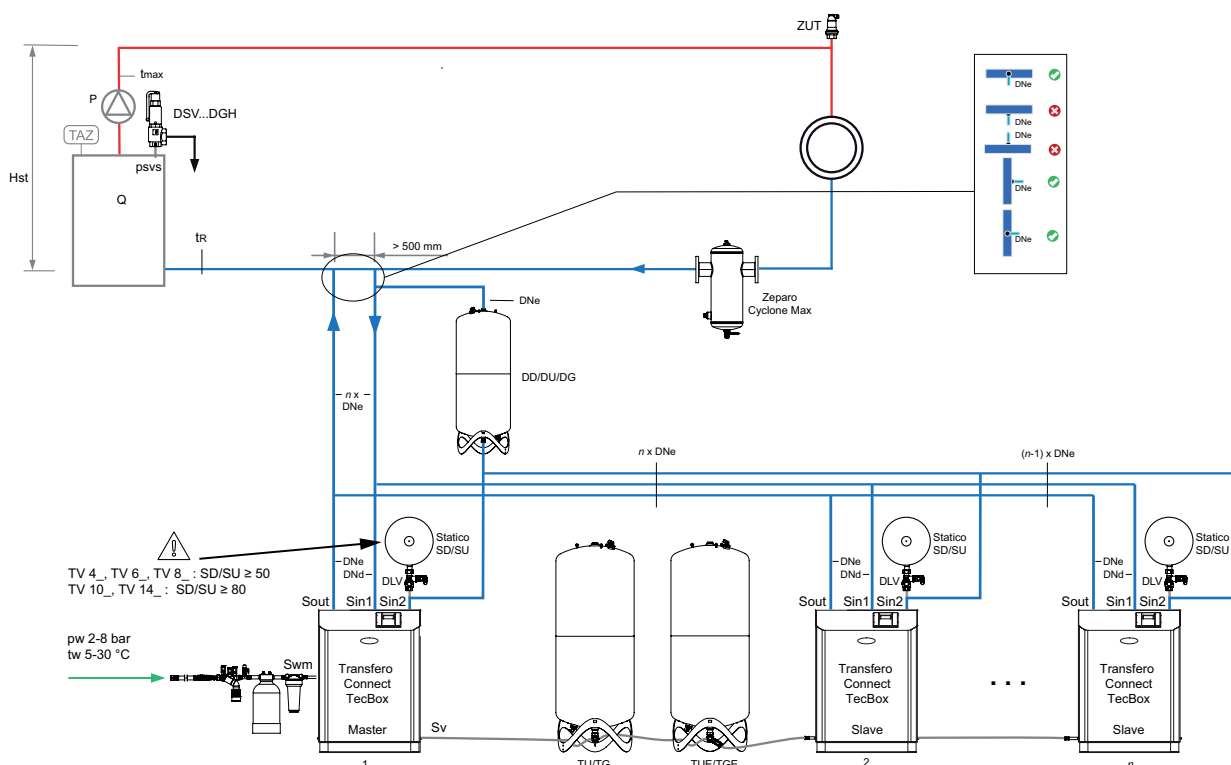 ZUT
tmax
P
DSV...DGH
TAZ
psvs
Hst
Q
tR
> 500 mm
DNe
DNe
DNe
DNe
DNe
DNe
Zeparo
Cyclone Max
DD/DU/DG
n x
DNe
n x DNe
(n-1) x DNe
Statico
SD/SU
Statico
SD/SU
Statico
SD/SU
TV 4_, TV 6_, TV 8_ : SD/SU ≥ 50
TV 10_, TV 14_ : SD/SU ≥ 80
DNe
DNd
DLV
DNe
DNd
DLV
DLV
Sout
Sin1
Sin2
Sout
Sin1
Sin2
Sout
Sin1
Sin2
pw 2-8 bar
tw 5-30 °C
Swm
Transfero
Connect
TecBox
Master
Sv
Transfero
Connect
TecBox
Slave
. . .
Transfero
Connect
TecBox
Slave
1
TU/TG
TUE/TGE
2
n